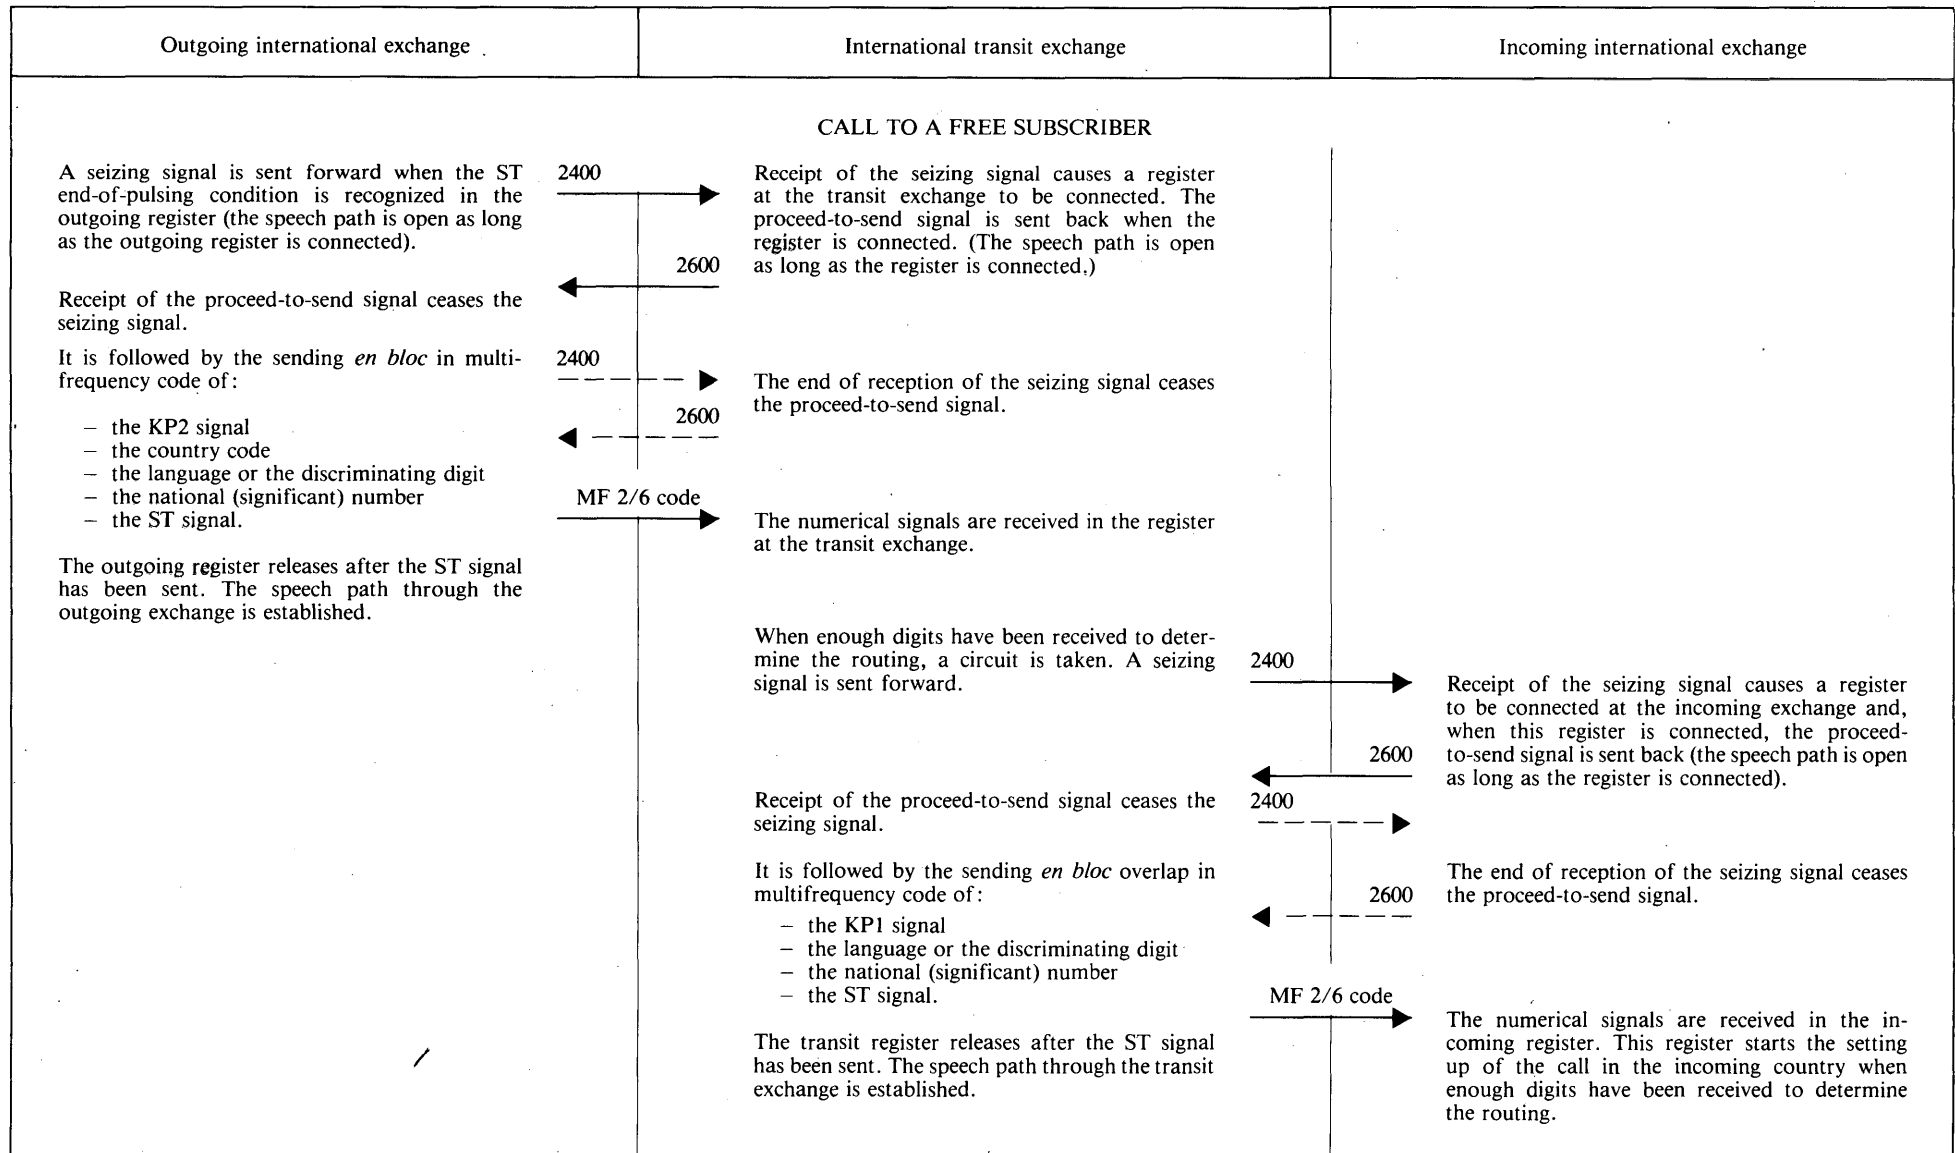 Outgoing international exchange
International transit exchange
Incoming international exchange
CALL TO A FREE SUBSCRIBER
A seizing signal is sent forward when the ST
end-of-pulsing condition is recognized in the
outgoing register (the speech path is open as long
as the outgoing register is connected).
2400
Receipt of the seizing signal causes a register
at the transit exchange to be connected. The
proceed-to-send signal is sent back when the
register is connected. (The speech path is open
as long as the register is connected.)
2600
Receipt of the proceed-to-send signal ceases the
seizing signal.
It is followed by the sending en bloc in multi-
frequency code of:
2400
The end of reception of the seizing signal ceases
the proceed-to-send signal.
2600
– the KP2 signal
– the country code
– the language or the discriminating digit
– the national (significant) number
– the ST signal.
MF 2/6 code
The numerical signals are received in the register
at the transit exchange.
The outgoing register releases after the ST signal
has been sent. The speech path through the
outgoing exchange is established.
When enough digits have been received to deter-
mine the routing, a circuit is taken. A seizing
signal is sent forward.
2400
Receipt of the seizing signal causes a register
to be connected at the incoming exchange and,
when this register is connected, the proceed-
to-send signal is sent back (the speech path is open
as long as the register is connected).
2600
Receipt of the proceed-to-send signal ceases the
seizing signal.
2400
It is followed by the sending en bloc overlap in
multifrequency code of:
The end of reception of the seizing signal ceases
the proceed-to-send signal.
2600
– the KP1 signal
– the language or the discriminating digit
– the national (significant) number
– the ST signal.
MF 2/6 code
The numerical signals are received in the in-
coming register. This register starts the setting
up of the call in the incoming country when
enough digits have been received to determine
the routing.
The transit register releases after the ST signal
has been sent. The speech path through the transit
exchange is established.